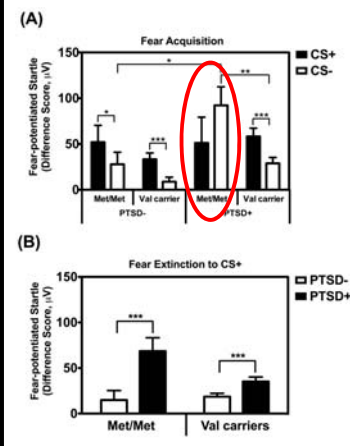 (A)
Fear Acquisition
Fear-potentiated Startle
(Difference Score, µV)
150
100
50
0
*
**
*
***
***
CS+
CS-
Met/Met Val carrier Met/Met Val carrier
PTSD- PTSD+
(B)
Fear Extinction to CS+
Fear-potentiated Startle
(Difference Score, µV)
150
100
50
0
***
***
PTSD-
PTSD+
Met/Met Val carriers